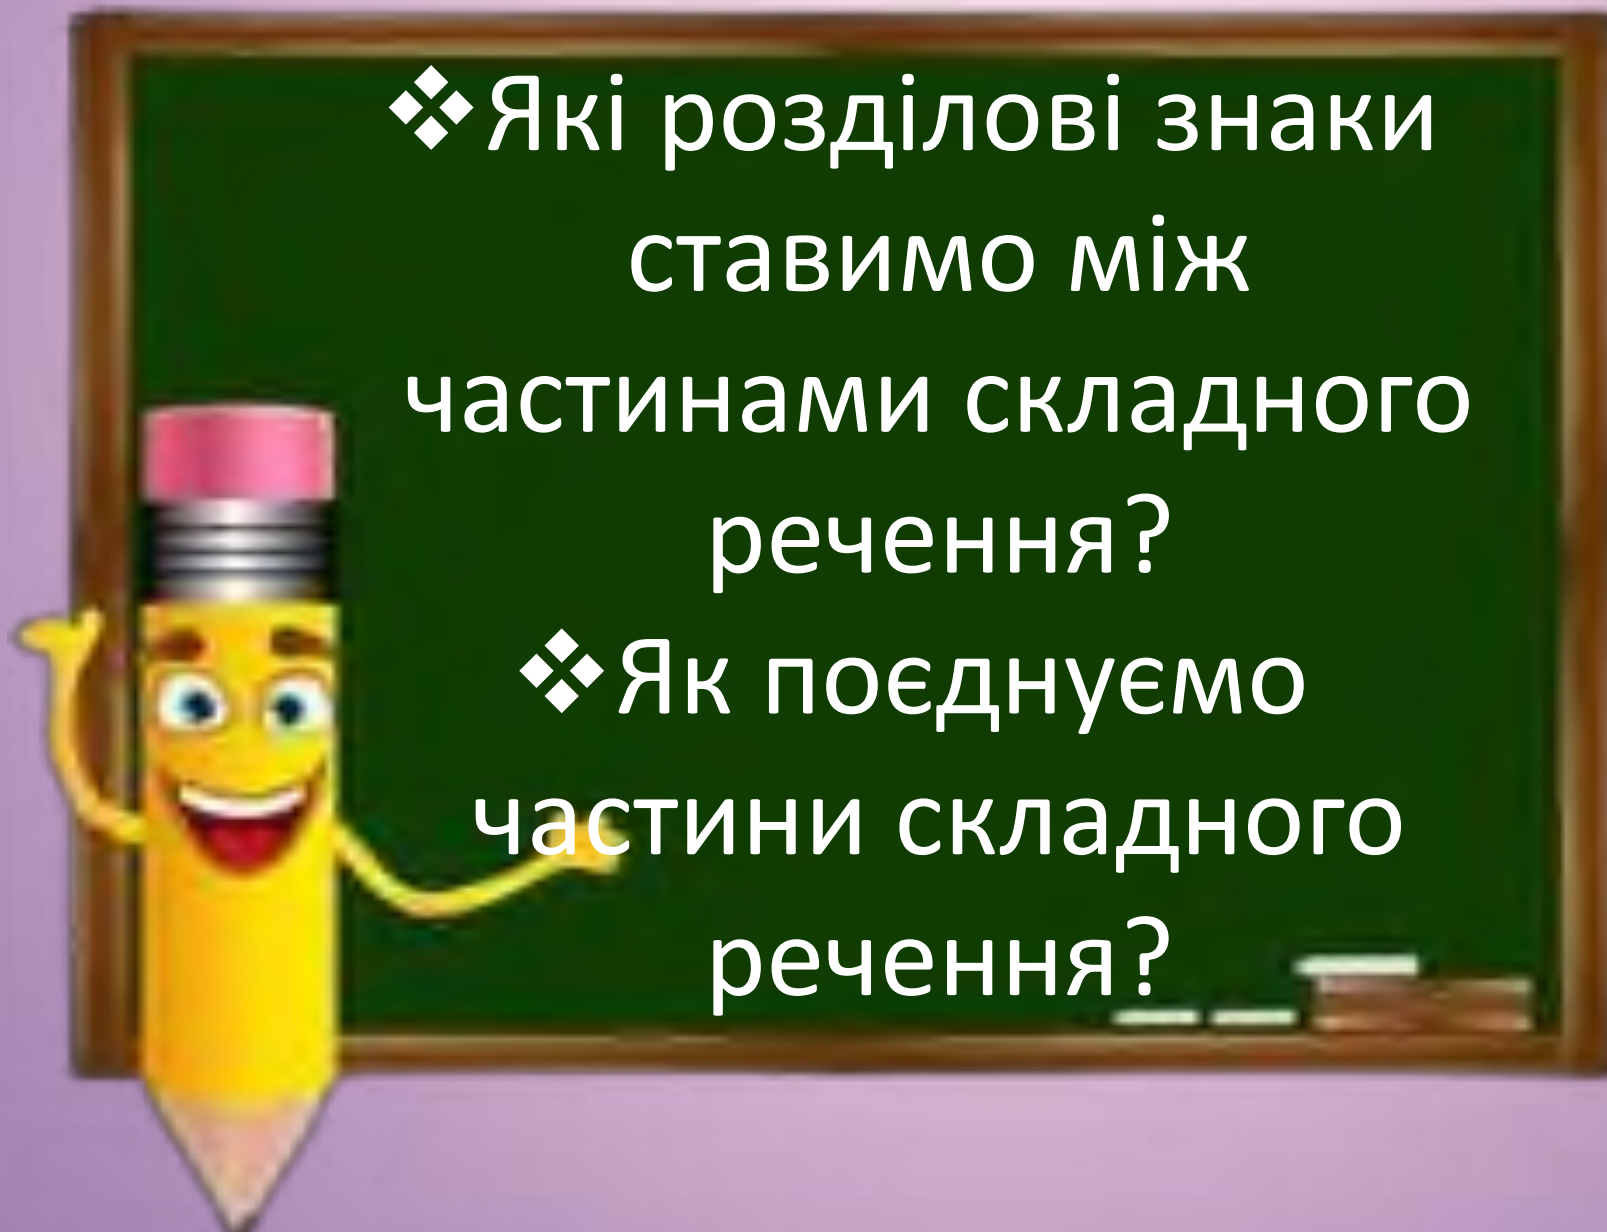 ❖Які розділові знаки
ставимо між
частинами складного
речення?
❖Як поєднуємо
частини складного
речення?